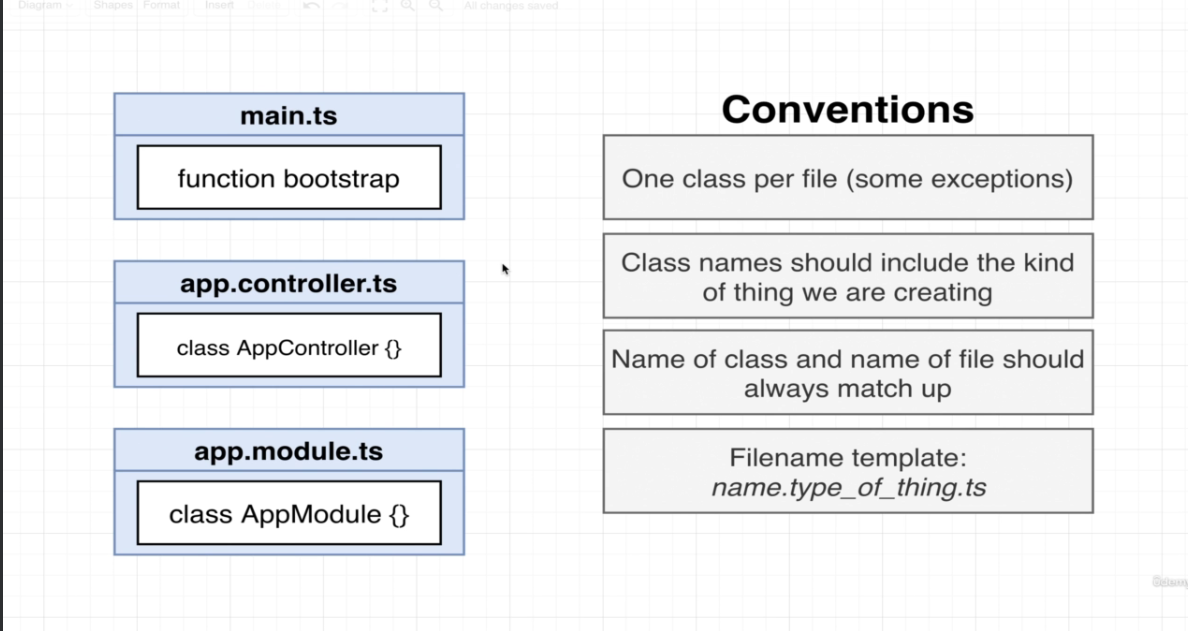 Diagram Shapes Format Insert Delete All changes saved
main.ts
function bootstrap
app.controller.ts
class AppController {}
app.module.ts
class AppModule {}
Conventions
One class per file (some exceptions)
Class names should include the kind
of thing we are creating
Name of class and name of file should
always match up
Filename template:
name.type_of_thing.ts